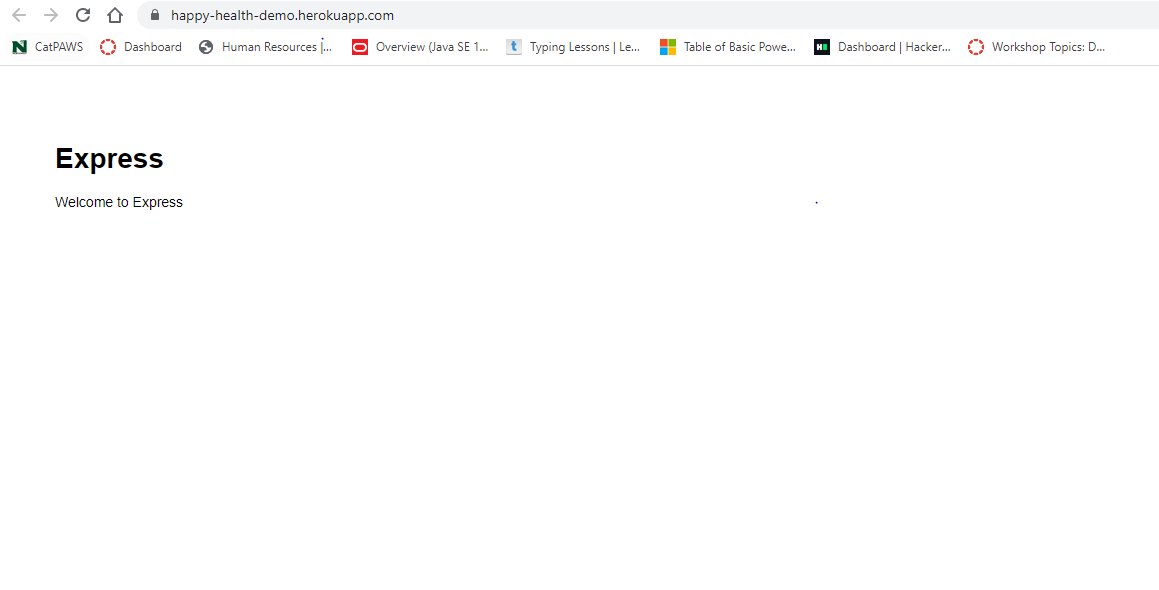 happy-health-demo.herokuapp.com
N CatPAWS Dashboard Human Resources |... Overview (Java SE 1... t Typing Lessons | Le... Table of Basic Powe... H Dashboard | Hacker... Workshop Topics: D...
Express
Welcome to Express